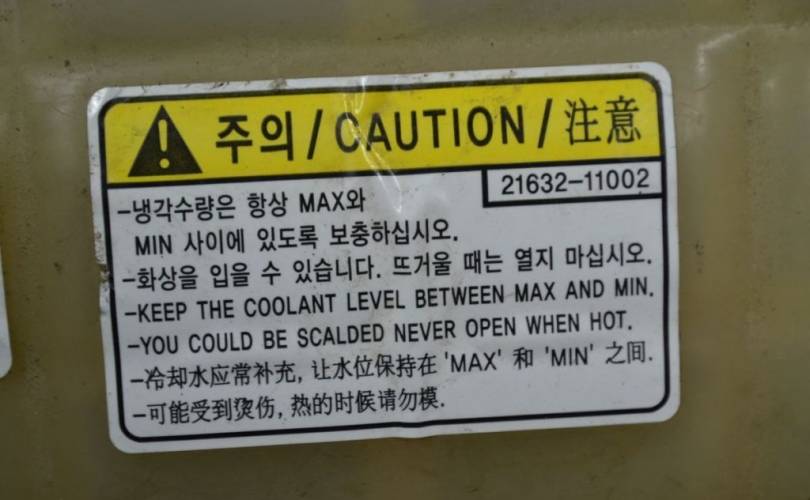 주의/CAUTION/注意
21632-11002
-냉각수량은 항상 MAX와
MIN 사이에 있도록 보충하십시오.
-화상을 입을 수 있습니다. 뜨거울 때는 열지 마십시오.
-KEEP THE COOLANT LEVEL BETWEEN MAX AND MIN.
-YOU COULD BE SCALDED NEVER OPEN WHEN HOT.
-冷却水应常补充, 让水位保持在 'MAX' 和 'MIN' 之间.
-可能受到烫伤, 热的时候请勿模.